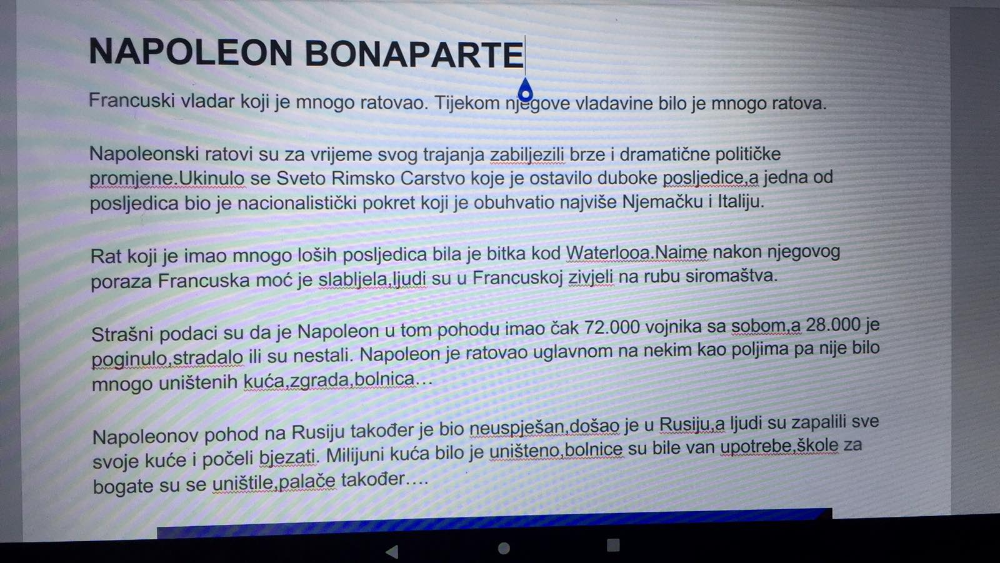 NAPOLEON BONAPARTE
Francuski vladar koji je mnogo ratovao. Tijekom njegove vladavine bilo je mnogo ratova.
Napoleonski ratovi su za vrijeme svog trajanja zabiljezili brze i dramatične političke
promjene.Ukinulo se Sveto Rimsko Carstvo koje je ostavilo duboke posljedice,a jedna od
posljedica bio je nacionalistički pokret koji je obuhvatio najviše Njemačku i Italiju.
Rat koji je imao mnogo loših posljedica bila je bitka kod Waterlooa.Naime nakon njegovog
poraza Francuska moć je slabljela,ljudi su u Francuskoj zivjeli na rubu siromaštva.
Strašni podaci su da je Napoleon u tom pohodu imao čak 72.000 vojnika sa sobom,a 28.000 je
poginulo,stradalo ili su nestali. Napoleon je ratovao uglavnom na nekim kao poljima pa nije bilo
mnogo uništenih kuća,zgrada,bolnica…
Napoleonov pohod na Rusiju također je bio neuspješan,došao je u Rusiju,a ljudi su zapalili sve
svoje kuće i počeli bjezati. Milijuni kuća bilo je uništeno,bolnice su bile van upotrebe,škole za
bogate su se uništile,palače također….